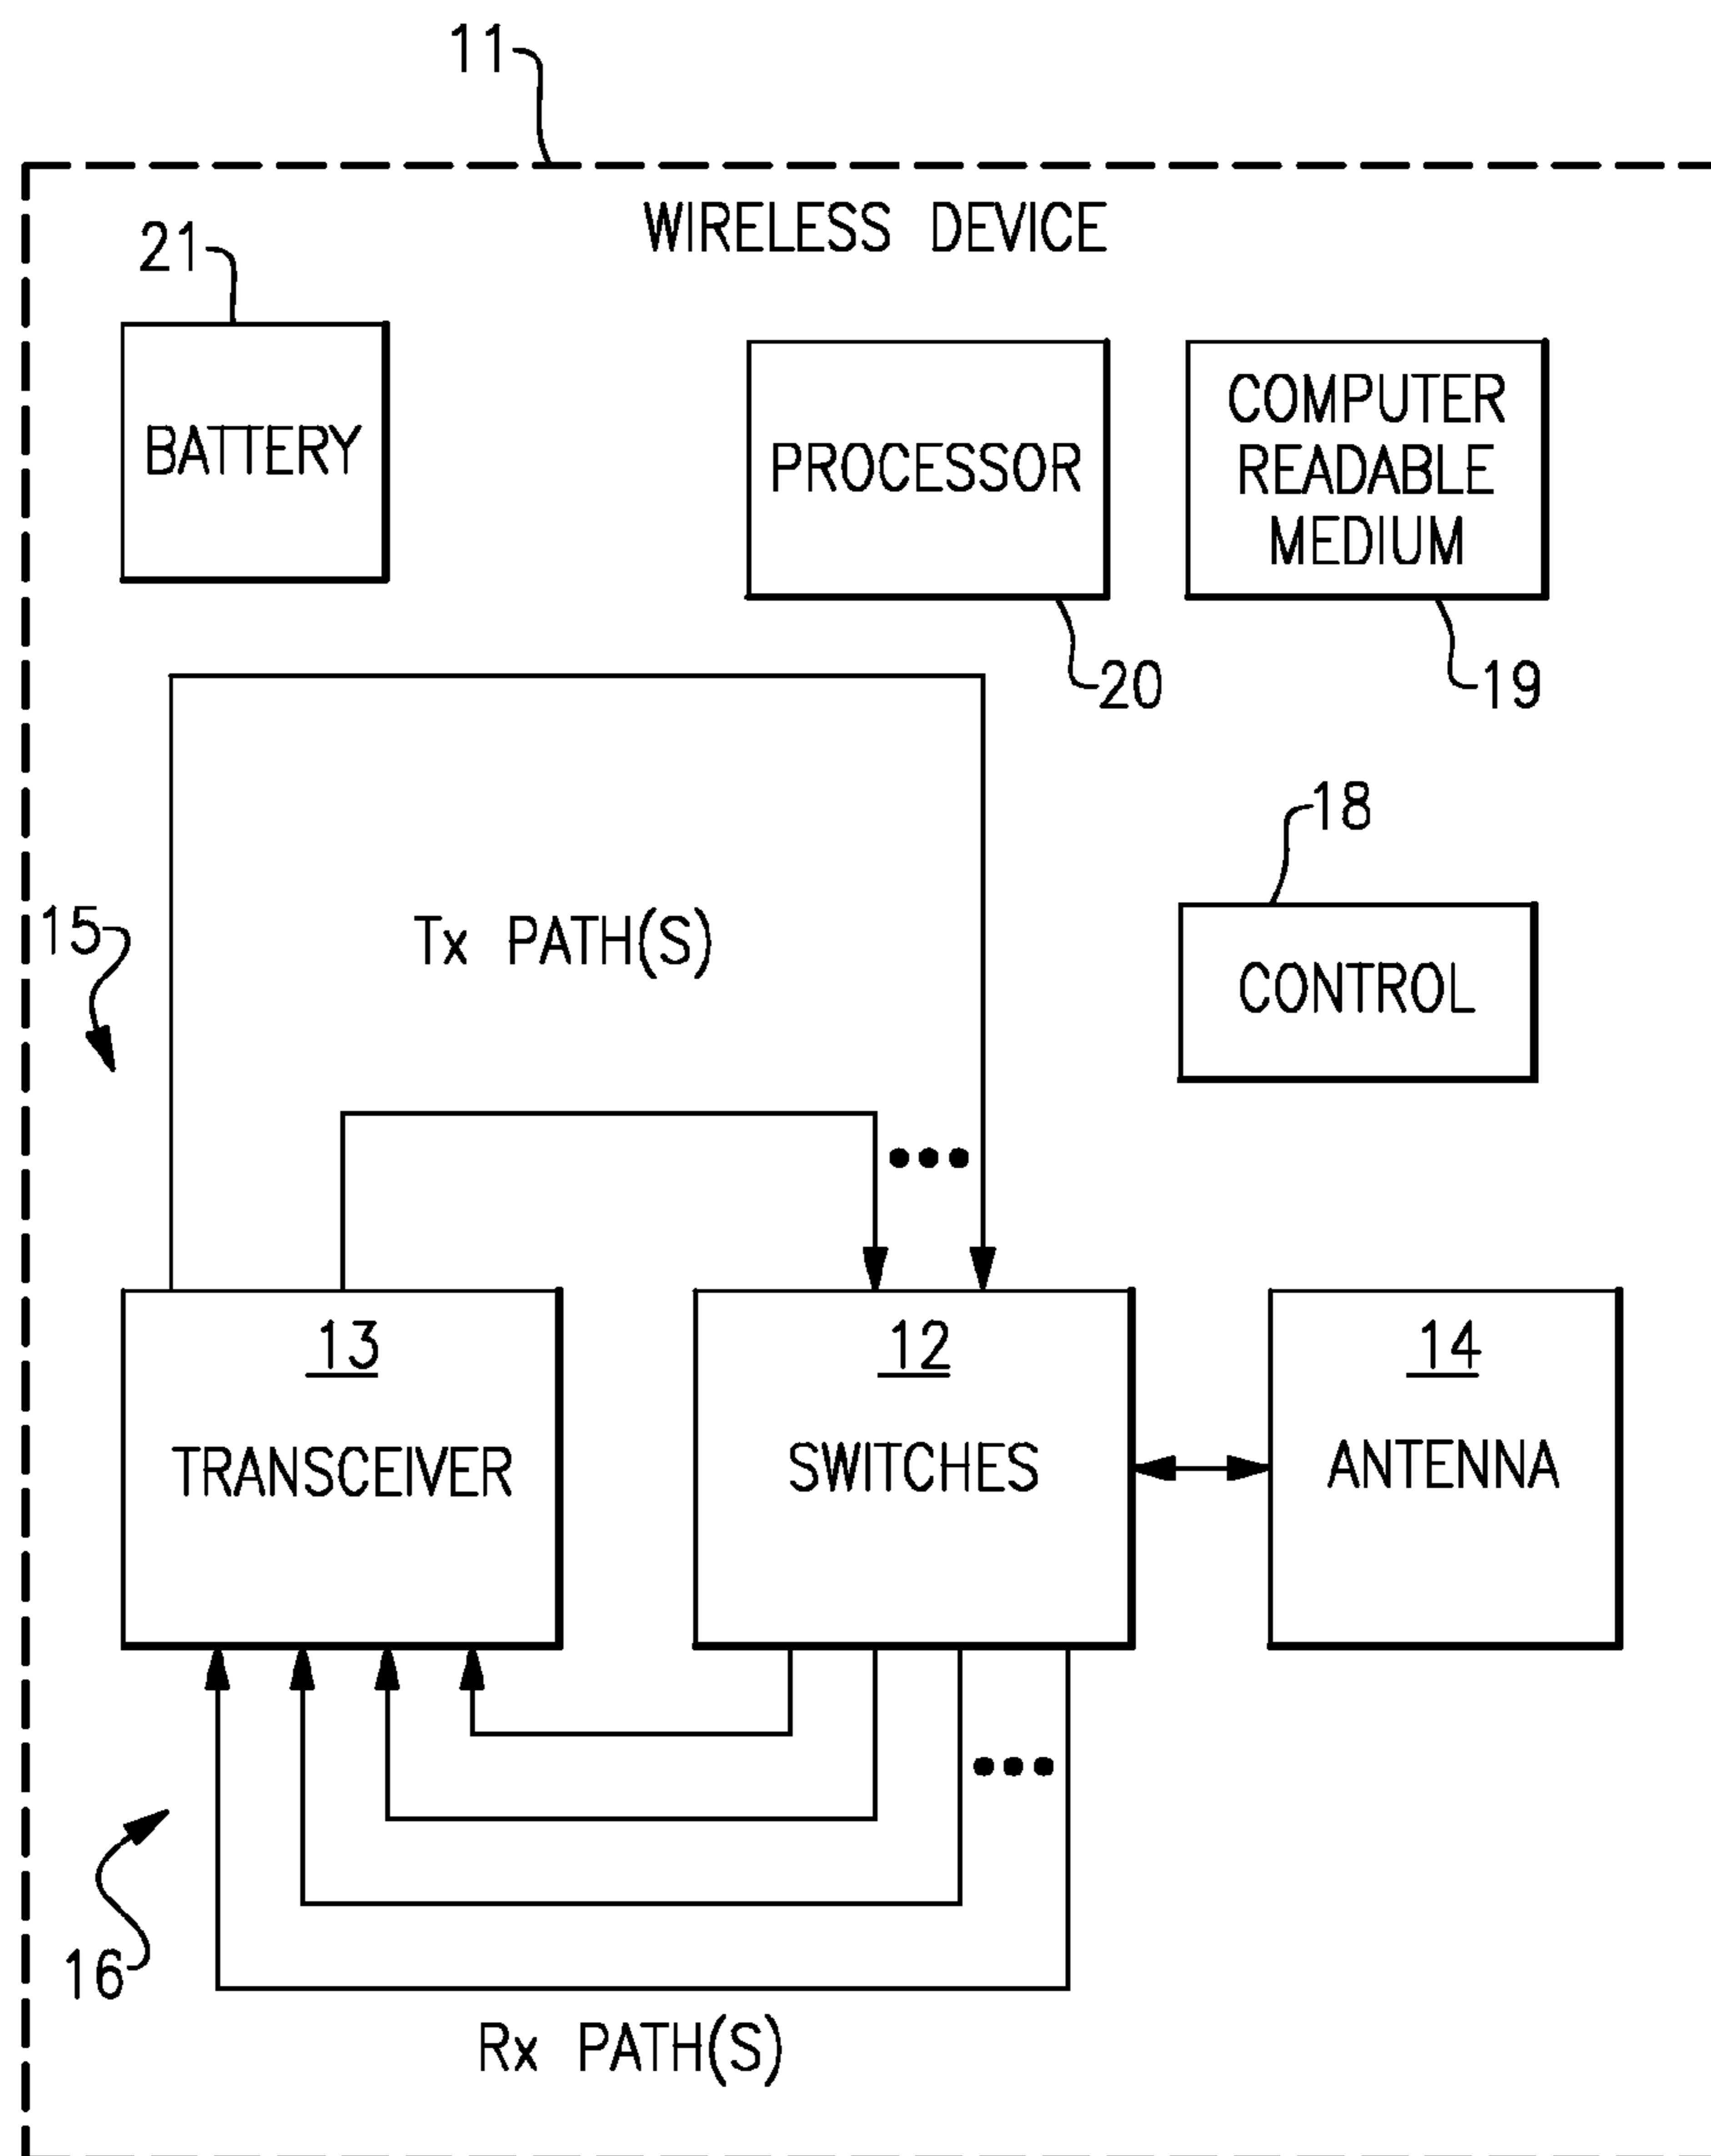 11
WIRELESS DEVICE
21
BATTERY
PROCESSOR
COMPUTER
READABLE
MEDIUM
20
19
18
15
Tx PATH(S)
CONTROL
13
TRANSCEIVER
12
SWITCHES
14
ANTENNA
16
Rx PATH(S)